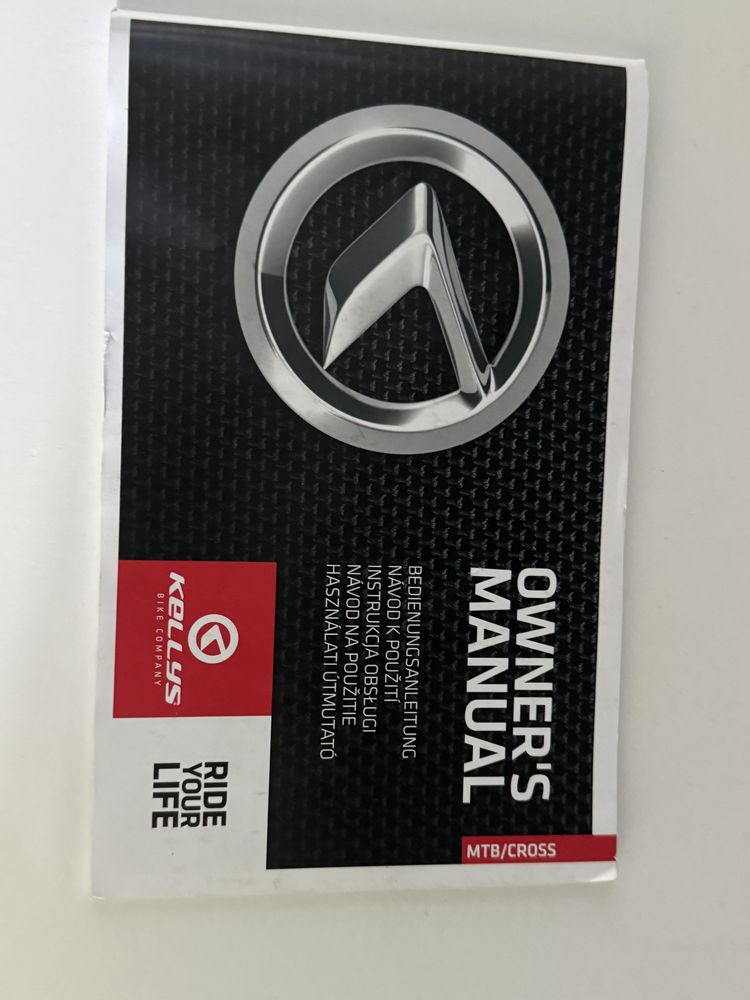 OWNER'S
MANUAL
BEDIENUNGSANLEITUNG
NÁVOD K POUŽITÍ
INSTRUKCJA OBSŁUGI
NÁVOD NA POUŽITIE
HASZNÁLATI ÚTMUTATÓ
MTB/CROSS
KELLYS
BIKE COMPANY
RIDE
YOUR
LIFE